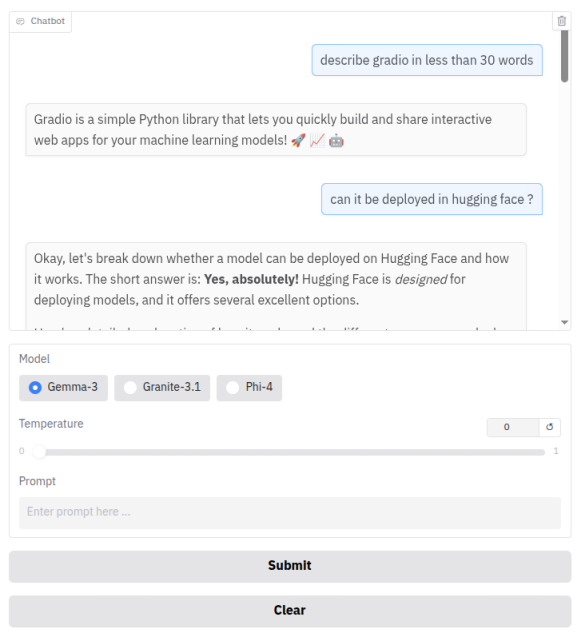 Chatbot
describe gradio in less than 30 words
Gradio is a simple Python library that lets you quickly build and share interactive
web apps for your machine learning models! 🚀 📈 🤖
can it be deployed in hugging face ?
Okay, let's break down whether a model can be deployed on Hugging Face and how
it works. The short answer is: Yes, absolutely! Hugging Face is designed for
deploying models, and it offers several excellent options.
Model
Gemma-3 Granite-3.1 Phi-4
Temperature 0
0 1
Prompt
Enter prompt here ...
Submit
Clear